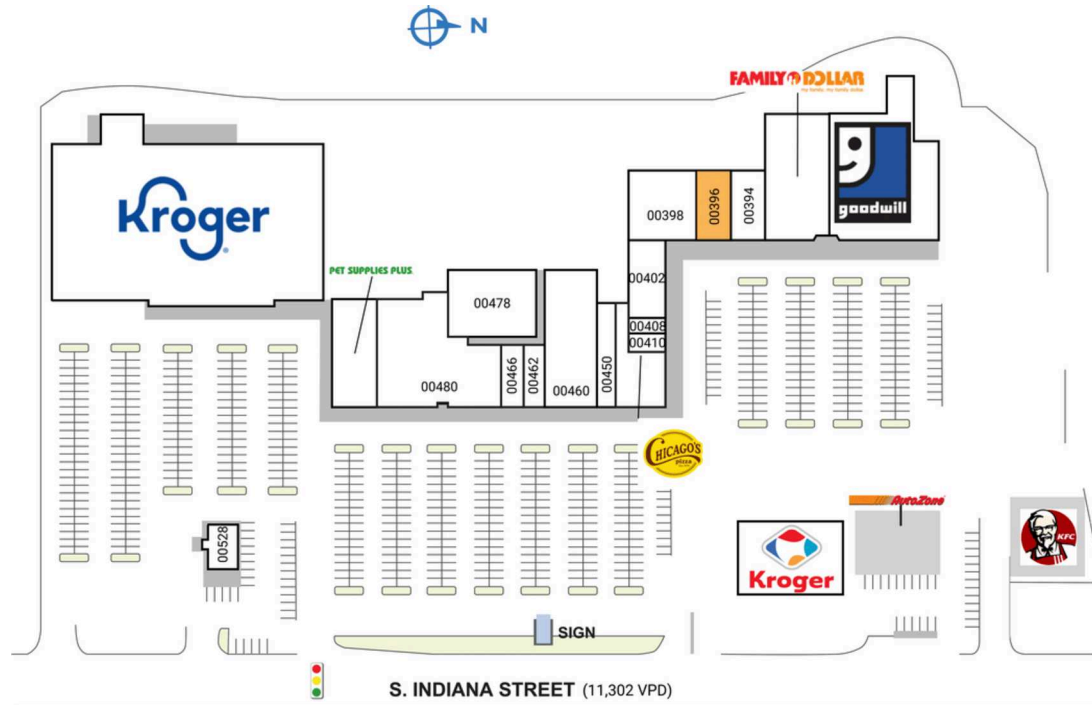 N
FAMILY DOLLAR
my family, my family dollar.
Kroger
goodwill
00398
00396
00394
PET SUPPLIES PLUS
00402
00478
00408
00410
00480
00466
00462
00460
00450
CHICAGO'S
pizza
AutoZone
00528
Kroger
KFC
SIGN
S. INDIANA STREET (11,302 VPD)